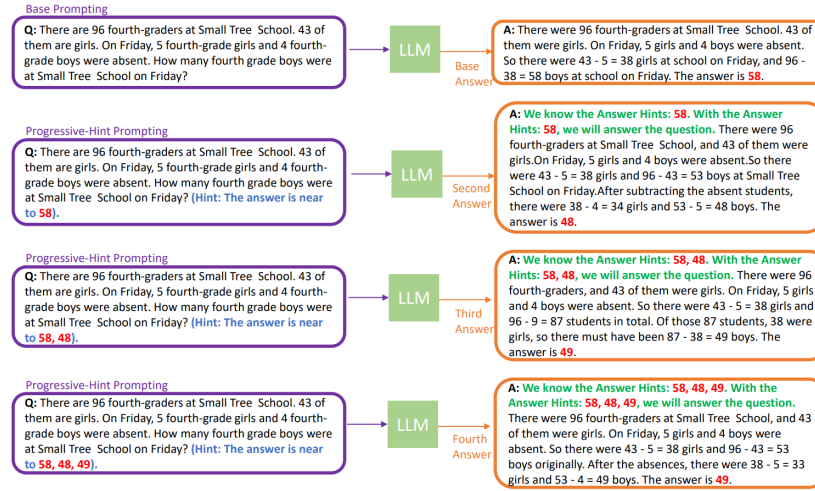 Base Prompting
Q: There are 96 fourth-graders at Small Tree School. 43 of
them are girls. On Friday, 5 fourth-grade girls and 4 fourth-
grade boys were absent. How many fourth grade boys were
at Small Tree School on Friday?
LLM
Base
Answer
A: There were 96 fourth-graders at Small Tree School. 43 of
them were girls. On Friday, 5 girls and 4 boys were absent.
So there were 43 - 5 = 38 girls at school on Friday, and 96 -
38 = 58 boys at school on Friday. The answer is 58.
Progressive-Hint Prompting
Q: There are 96 fourth-graders at Small Tree School. 43 of
them are girls. On Friday, 5 fourth-grade girls and 4 fourth-
grade boys were absent. How many fourth grade boys were
at Small Tree School on Friday? (Hint: The answer is near
to 58).
LLM
Second
Answer
A: We know the Answer Hints: 58. With the Answer
Hints: 58, we will answer the question. There were 96
fourth-graders at Small Tree School, and 43 of them were
girls.On Friday, 5 girls and 4 boys were absent.So there
were 43 - 5 = 38 girls and 96 - 43 = 53 boys at Small Tree
School on Friday.After subtracting the absent students,
there were 38 - 4 = 34 girls and 53 - 5 = 48 boys. The
answer is 48.
Progressive-Hint Prompting
Q: There are 96 fourth-graders at Small Tree School. 43 of
them are girls. On Friday, 5 fourth-grade girls and 4 fourth-
grade boys were absent. How many fourth grade boys were
at Small Tree School on Friday? (Hint: The answer is near
to 58, 48).
LLM
Third
Answer
A: We know the Answer Hints: 58, 48. With the Answer
Hints: 58, 48, we will answer the question. There were 96
fourth-graders, and 43 of them were girls. On Friday, 5 girls
and 4 boys were absent. So there were 43 - 5 = 38 girls and
96 - 9 = 87 students in total. Of those 87 students, 38 were
girls, so there must have been 87 - 38 = 49 boys. The
answer is 49.
Progressive-Hint Prompting
Q: There are 96 fourth-graders at Small Tree School. 43 of
them are girls. On Friday, 5 fourth-grade girls and 4 fourth-
grade boys were absent. How many fourth grade boys were
at Small Tree School on Friday? (Hint: The answer is near
to 58, 48, 49).
LLM
Fourth
Answer
A: We know the Answer Hints: 58, 48, 49. With the
Answer Hints: 58, 48, 49, we will answer the question.
There were 96 fourth-graders at Small Tree School, and 43
of them were girls. On Friday, 5 girls and 4 boys were
absent. So there were 43 - 5 = 38 girls and 96 - 43 = 53
boys originally. After the absences, there were 38 - 5 = 33
girls and 53 - 4 = 49 boys. The answer is 49.